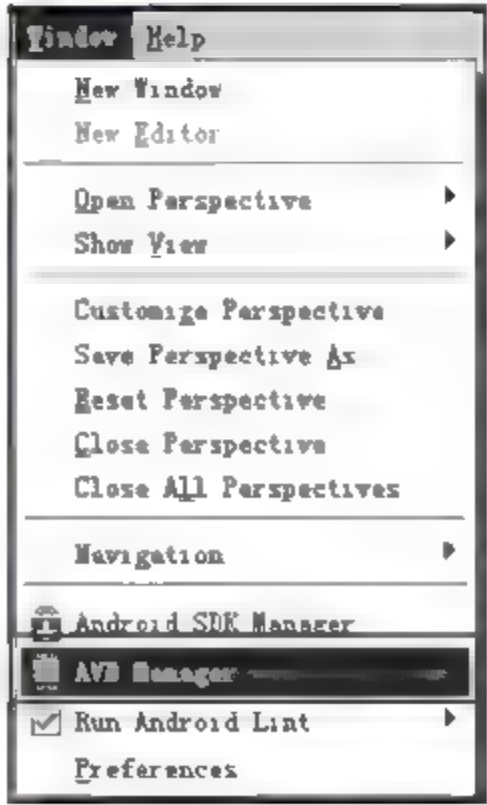 Window Help
New Window
New Editor
Open Perspective
Show View
Customize Perspective
Save Perspective As
Reset Perspective
Close Perspective
Close All Perspectives
Navigation
Android SDK Manager
AVD Manager
Run Android Lint
Preferences